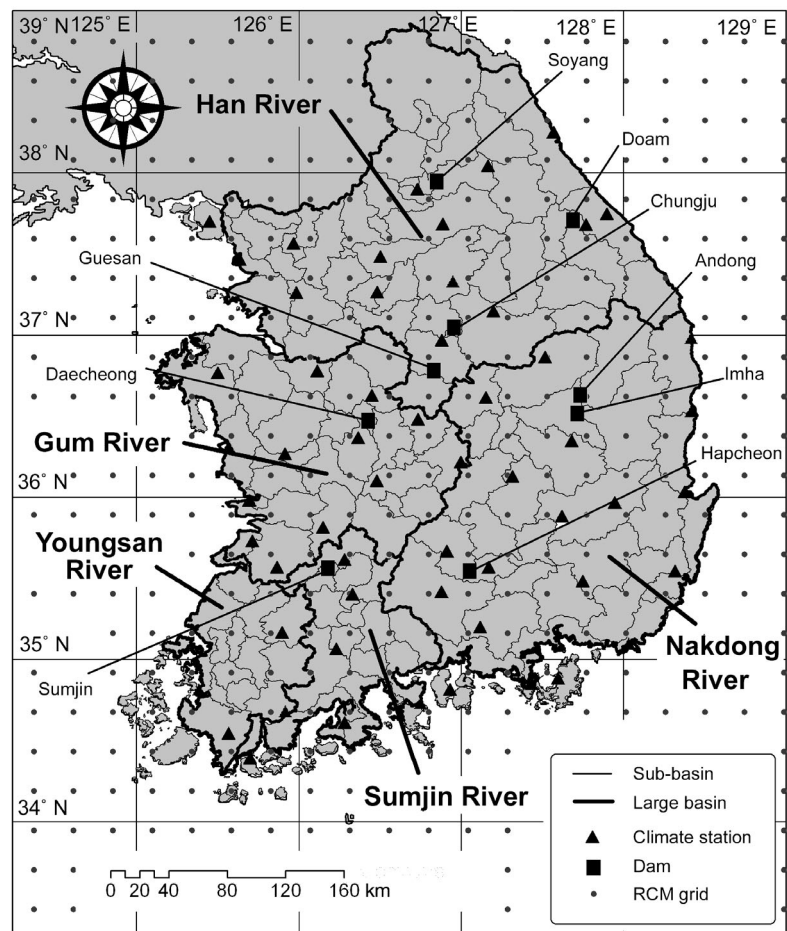 39° N 125° E 126° E 127° E 128° E 129° E
Soyang
Han River
Doam
38° N
Chungju
Guesan
Andong
37° N
Daecheong
Imha
Gum River
Hapcheon
36° N
Youngsan
River
35° N
Nakdong
River
Sumjin
Sumjin River
34° N
Sub-basin
Large basin
Climate station
Dam
RCM grid
0 20 40 80 120 160 km